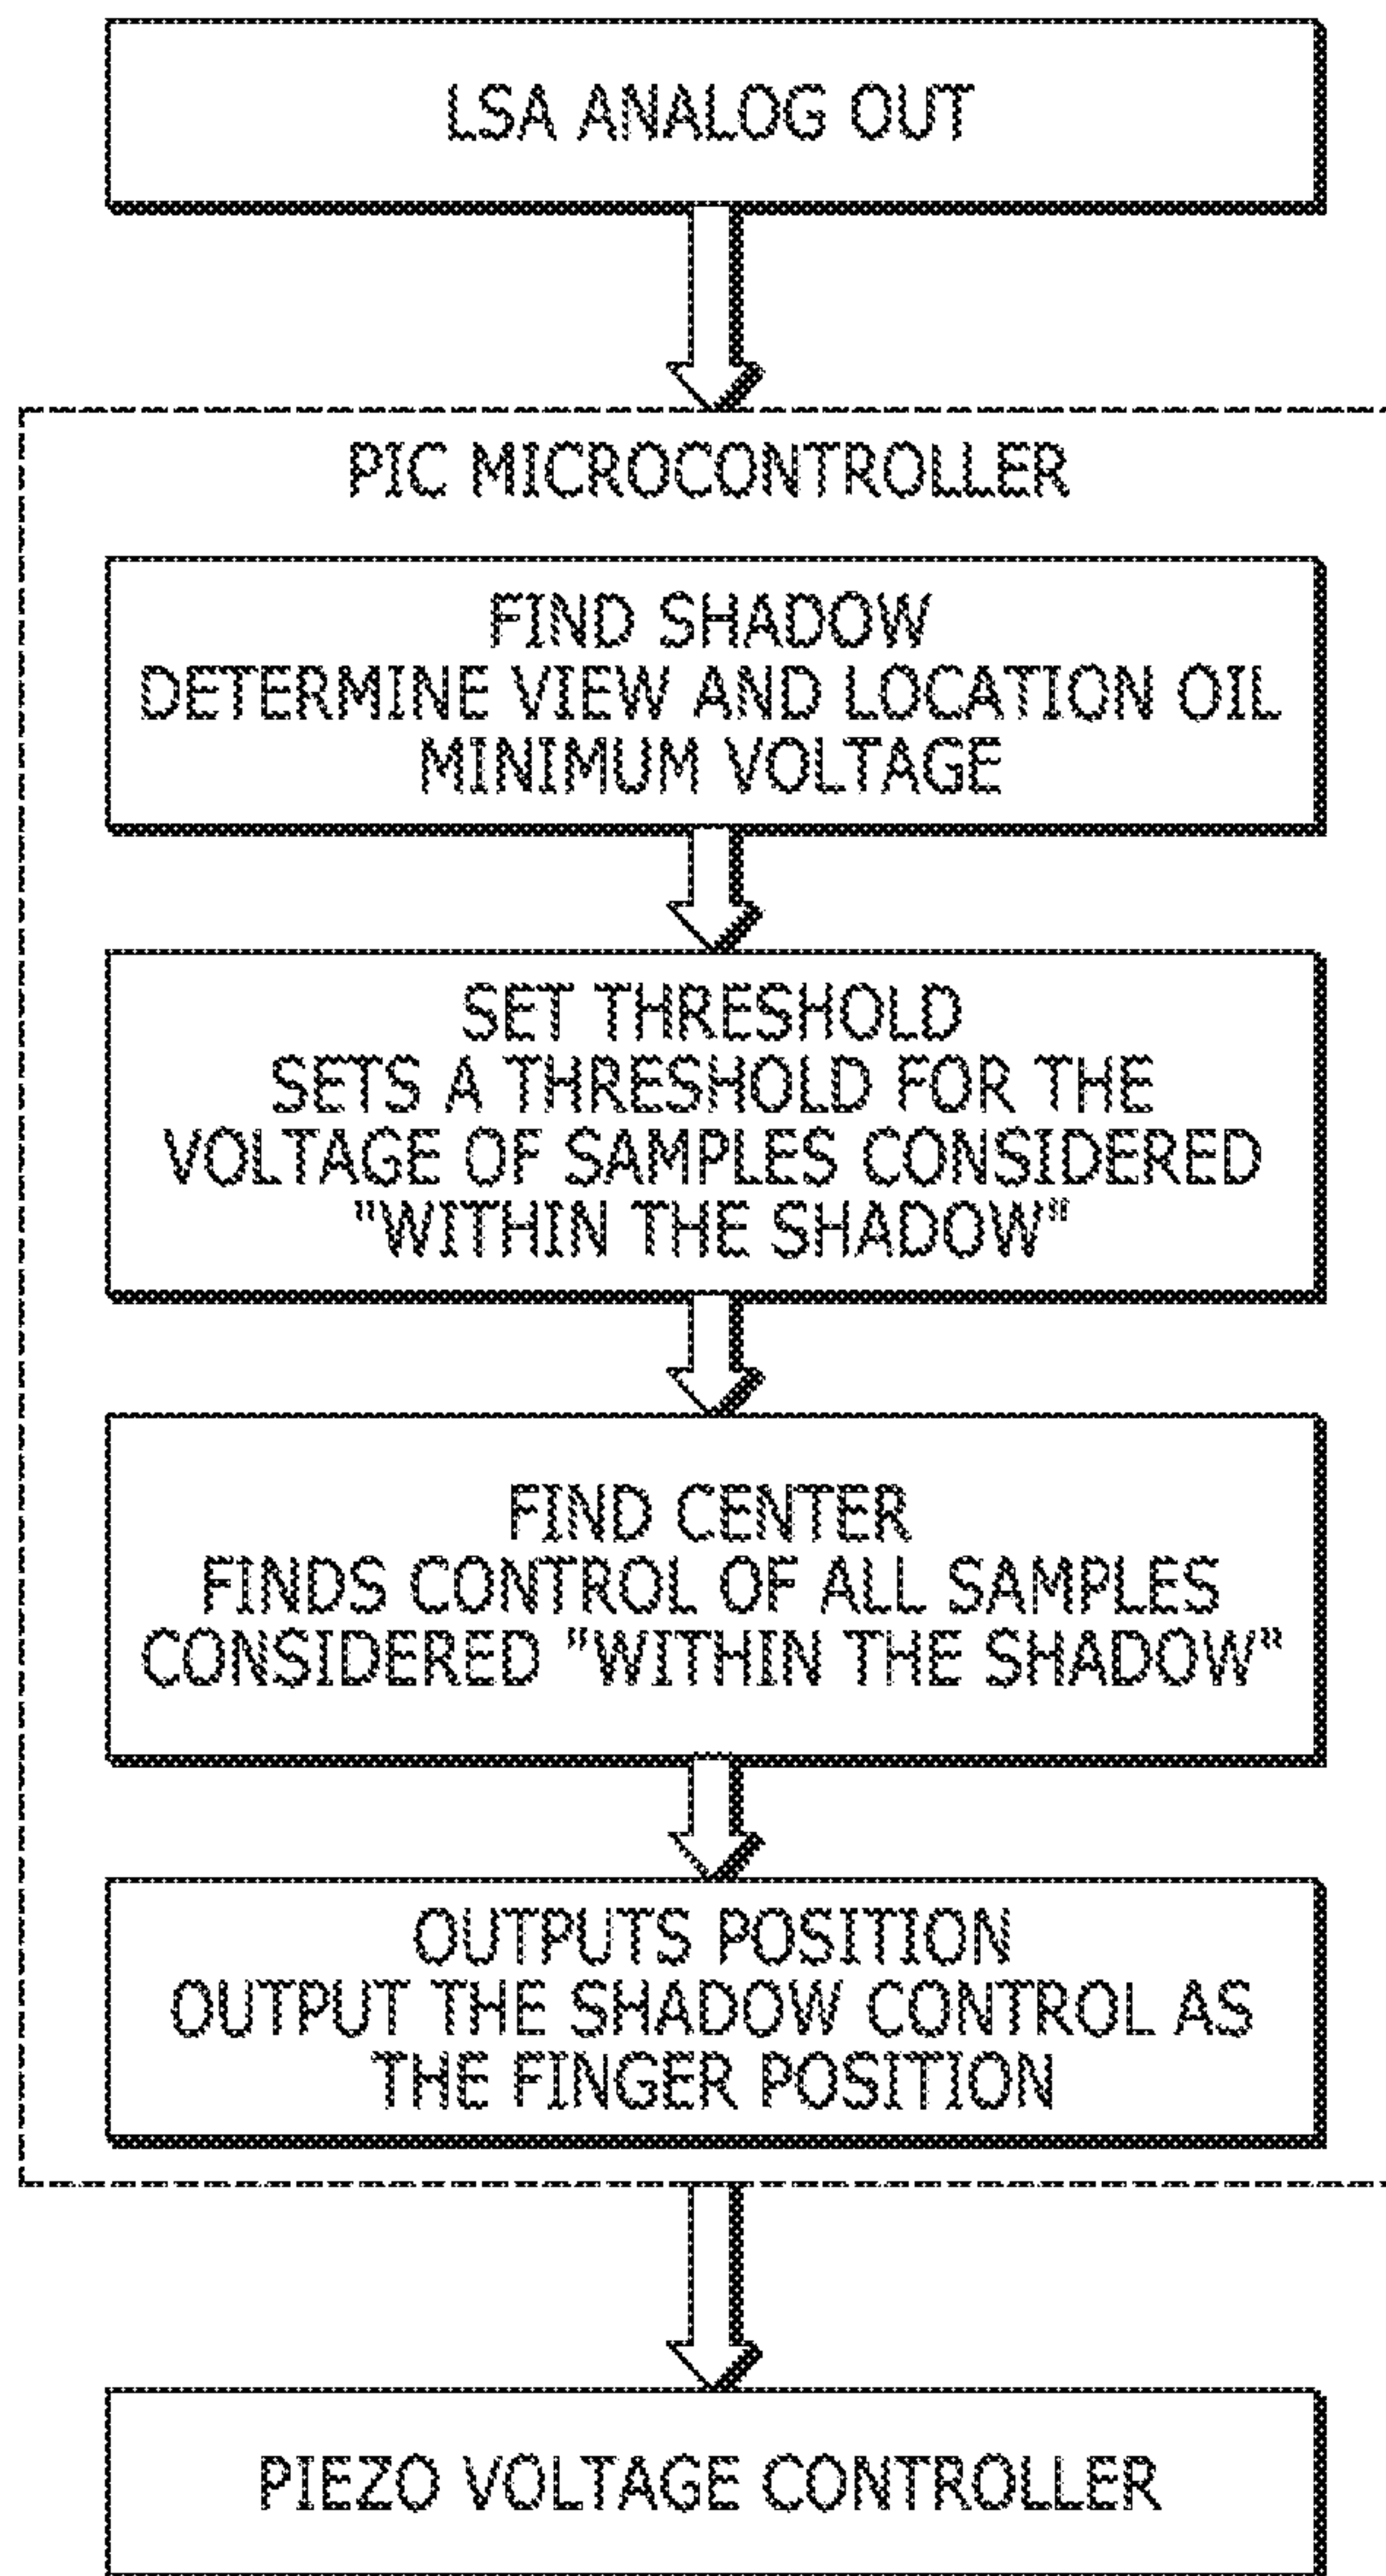 LSA ANALOG OUT
PIC MICROCONTROLLER
FIND SHADOW
DETERMINE VIEW AND LOCATION OIL
MINIMUM VOLTAGE
SET THRESHOLD
SETS A THRESHOLD FOR THE
VOLTAGE OF SAMPLES CONSIDERED
"WITHIN THE SHADOW"
FIND CENTER
FINDS CONTROL OF ALL SAMPLES
CONSIDERED "WITHIN THE SHADOW"
OUTPUTS POSITION
OUTPUT THE SHADOW CONTROL AS
THE FINGER POSITION
PIEZO VOLTAGE CONTROLLER